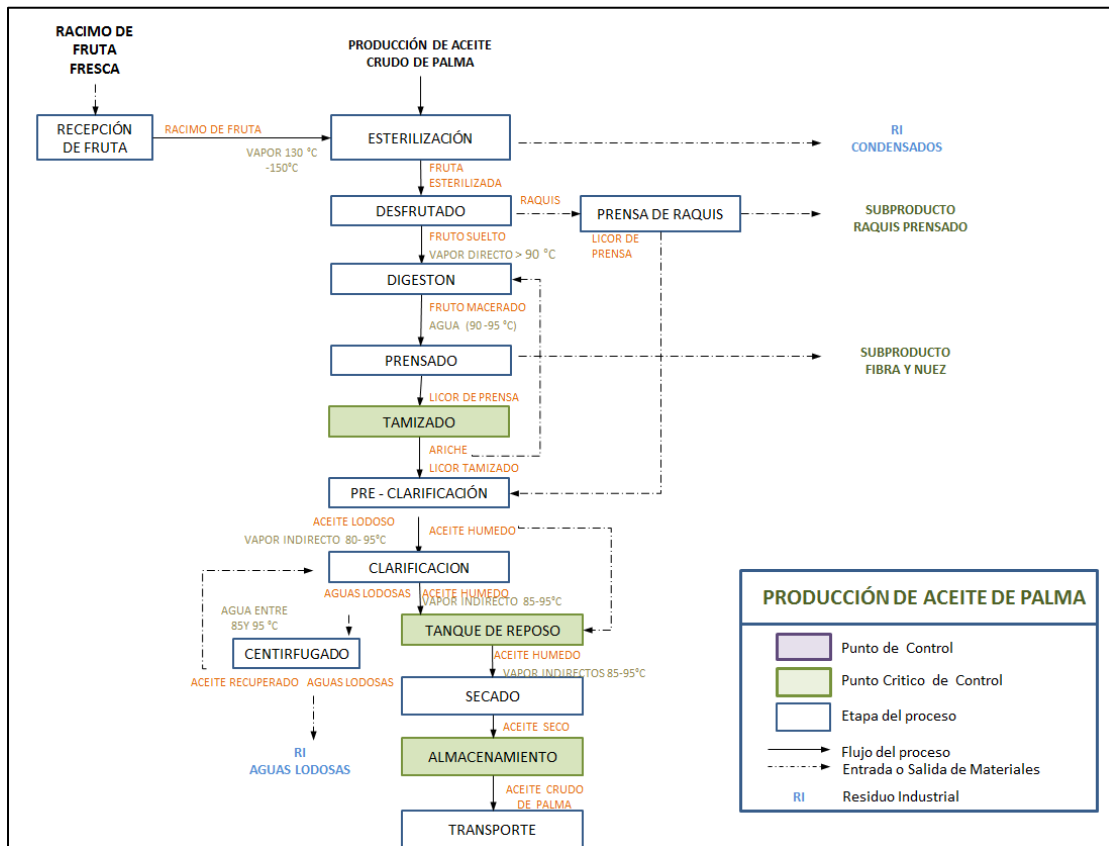 RACIMO DE
FRUTA
FRESCA
PRODUCCIÓN DE ACEITE
CRUDO DE PALMA
RECEPCIÓN
DE FRUTA
RACIMO DE FRUTA
VAPOR 130 °C
-150°C
ESTERILIZACIÓN
RI
CONDENSADOS
FRUTA
ESTERILIZADA
DESFRUTADO
RAQUIS
PRENSA DE RAQUIS
SUBPRODUCTO
RAQUIS PRENSADO
FRUTO SUELTO
VAPOR DIRECTO > 90 °C
LICOR DE
PRENSA
DIGESTON
FRUTO MACERADO
AGUA (90 -95 °C)
PRENSADO
SUBPRODUCTO
FIBRA Y NUEZ
LICOR DE PRENSA
TAMIZADO
ARICHE
LICOR TAMIZADO
PRE - CLARIFICACIÓN
ACEITE LODOSO
ACEITE HUMEDO
VAPOR INDIRECTO 80- 95°C
CLARIFICACION
AGUAS LODOSAS
ACEITE HUMEDO
VAPOR INDIRECTO 85-95°C
AGUA ENTRE
85Y 95 °C
TANQUE DE REPOSO
CENTIRFUGADO
ACEITE HUMEDO
VAPOR INDIRECTOS 85-95°C
ACEITE RECUPERADO
AGUAS LODOSAS
SECADO
ACEITE SECO
RI
AGUAS LODOSAS
ALMACENAMIENTO
ACEITE CRUDO
DE PALMA
TRANSPORTE
PRODUCCIÓN DE ACEITE DE PALMA
Punto de Control
Punto Critico de Control
Etapa del proceso
Flujo del proceso
Entrada o Salida de Materiales
RI
Residuo Industrial